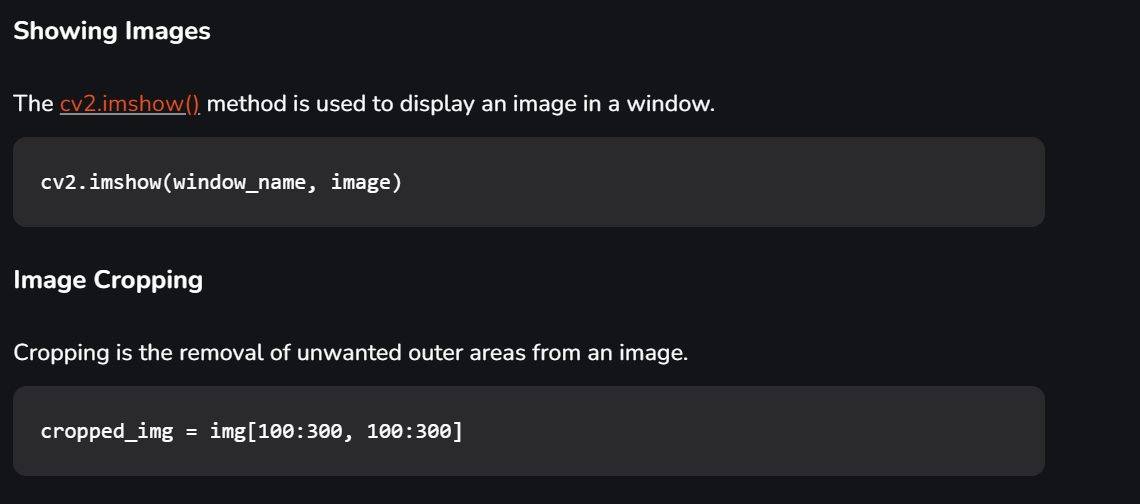 Showing Images
The cv2.imshow() method is used to display an image in a window.
cv2.imshow(window_name, image)
Image Cropping
Cropping is the removal of unwanted outer areas from an image.
cropped_img = img[100:300, 100:300]